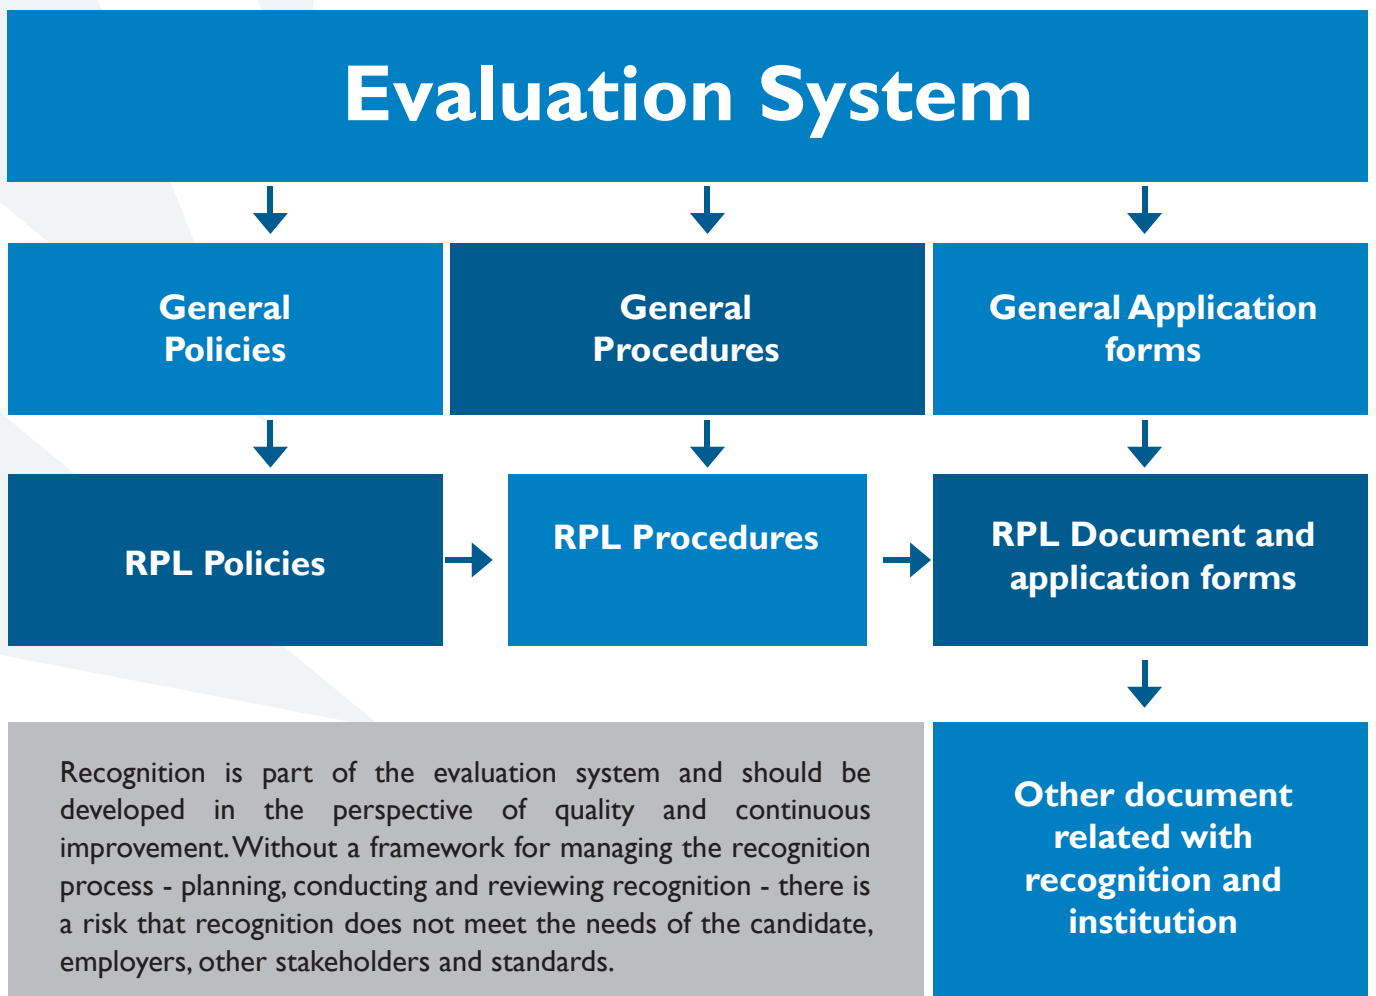 Evaluation System
General
Policies
General
Procedures
General Application
forms
RPL Policies
RPL Procedures
RPL Document and
application forms
Recognition is part of the evaluation system and should be
developed in the perspective of quality and continuous
improvement. Without a framework for managing the recognition
process - planning, conducting and reviewing recognition - there is
a risk that recognition does not meet the needs of the candidate,
employers, other stakeholders and standards.
Other document
related with
recognition and
institution